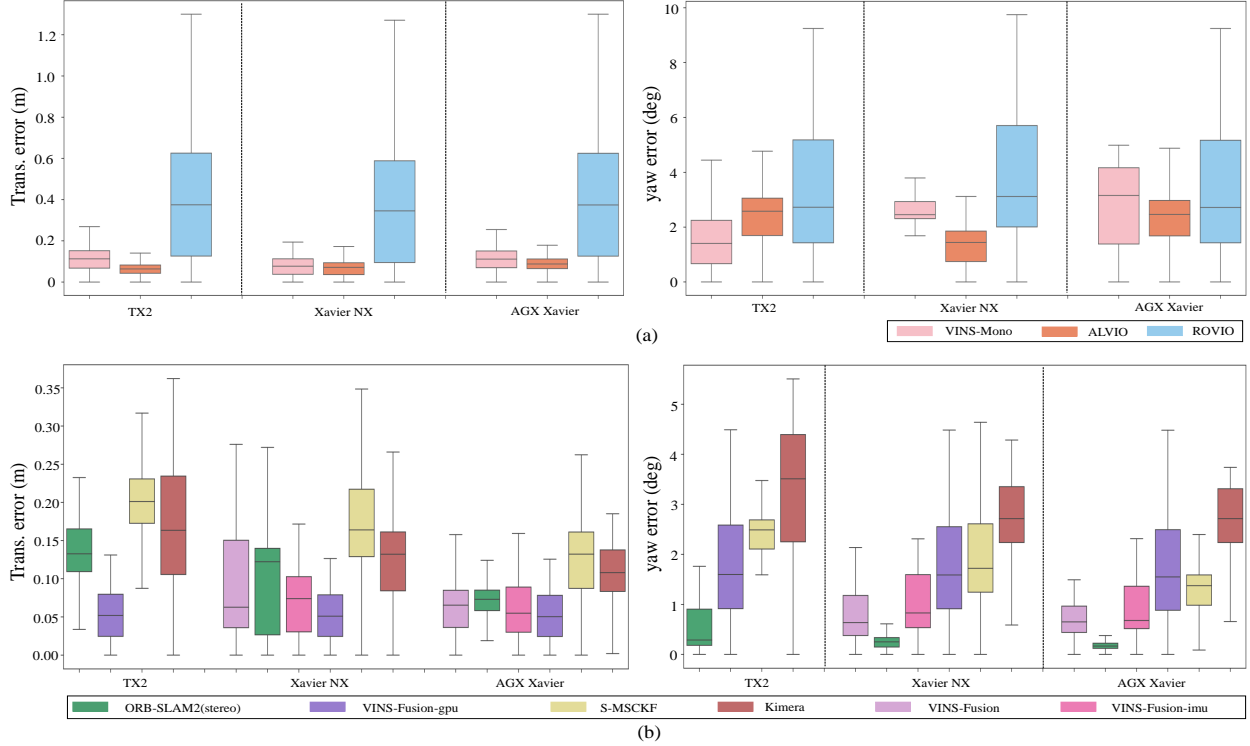 Trans. error (m)
1.2
1.0
0.8
0.6
0.4
0.2
0
TX2
Xavier NX
AGX Xavier
yaw error (deg)
10
8
6
4
2
0
TX2
Xavier NX
AGX Xavier
(a)
VINS-Mono ALVIO ROVIO
Trans. error (m)
0.35
0.30
0.25
0.20
0.15
0.10
0.05
0.00
TX2
Xavier NX
AGX Xavier
yaw error (deg)
5
4
3
2
1
0
TX2
Xavier NX
AGX Xavier
ORB-SLAM2(stereo) VINS-Fusion-gpu S-MSCKF Kimera VINS-Fusion VINS-Fusion-imu
(b)